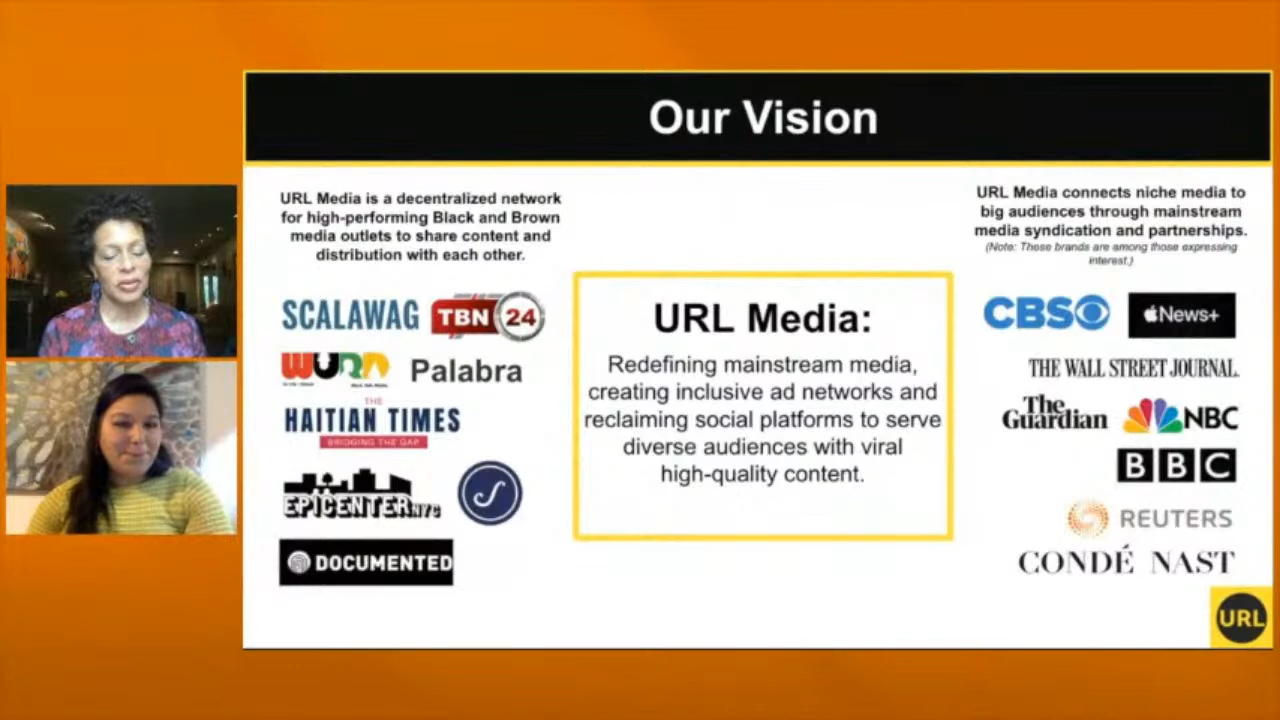 Our Vision
URL Media is a decentralized network
for high-performing Black and Brown
media outlets to share content and
distribution with each other.
SCALAWAG
TBN 24
WURD
Palabra
THE
HAITIAN TIMES
BRIDGING THE GAP
EPICENTER NYC
DOCUMENTED
URL Media:
Redefining mainstream media,
creating inclusive ad networks and
reclaiming social platforms to serve
diverse audiences with viral
high-quality content.
URL Media connects niche media to
big audiences through mainstream
media syndication and partnerships.
(Note: Those brands are among those expressing
interest.)
CBS
News+
THE WALL STREET JOURNAL.
The
Guardian
NBC
BBC
REUTERS
CONDÉ NAST
URL